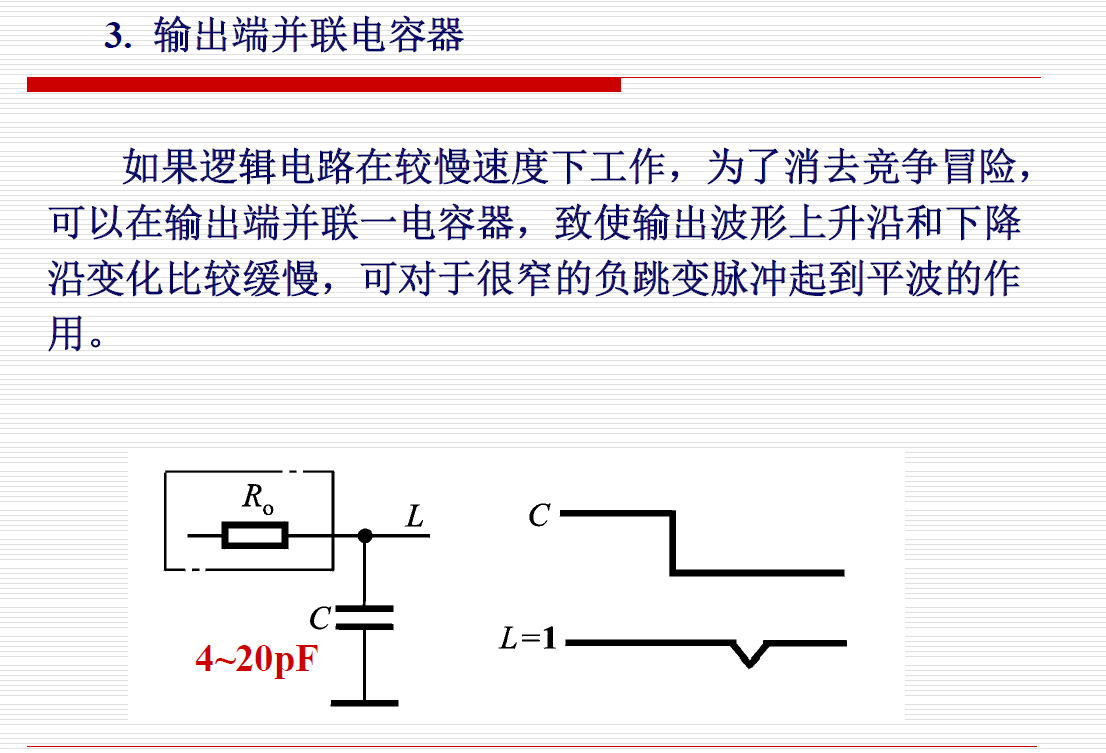 3. 输出端并联电容器
如果逻辑电路在较慢速度下工作，为了消去竞争冒险，
可以在输出端并联一电容器，致使输出波形上升沿和下降
沿变化比较缓慢，可对于很窄的负跳变脉冲起到平波的作
用。
Ro
L
C
4~20pF
C
L=1